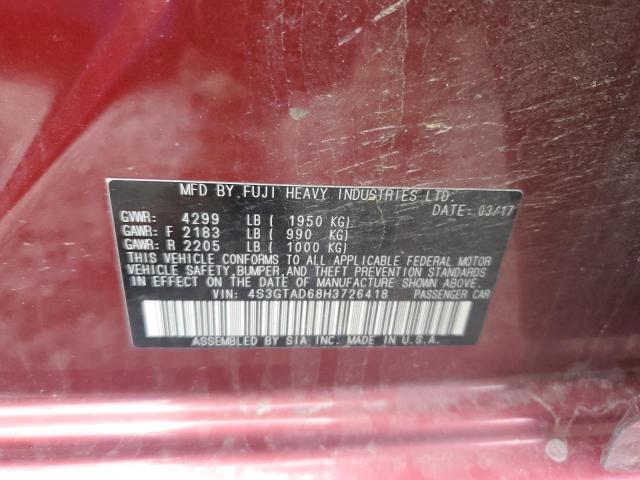 MFD BY FUJI HEAVY INDUSTRIES LTD.
DATE: 03/17
GVWR: 4299 LB ( 1950 KG)
GAWR: F 2183 LB ( 990 KG)
GAWR: R 2205 LB ( 1000 KG)
THIS VEHICLE CONFORMS TO ALL APPLICABLE FEDERAL MOTOR
VEHICLE SAFETY, BUMPER, AND THEFT PREVENTION STANDARDS
IN EFFECT ON THE DATE OF MANUFACTURE SHOWN ABOVE.
VIN: 4S3GTAD68H3726418 PASSENGER CAR
ASSEMBLED BY SIA INC. MADE IN U.S.A.